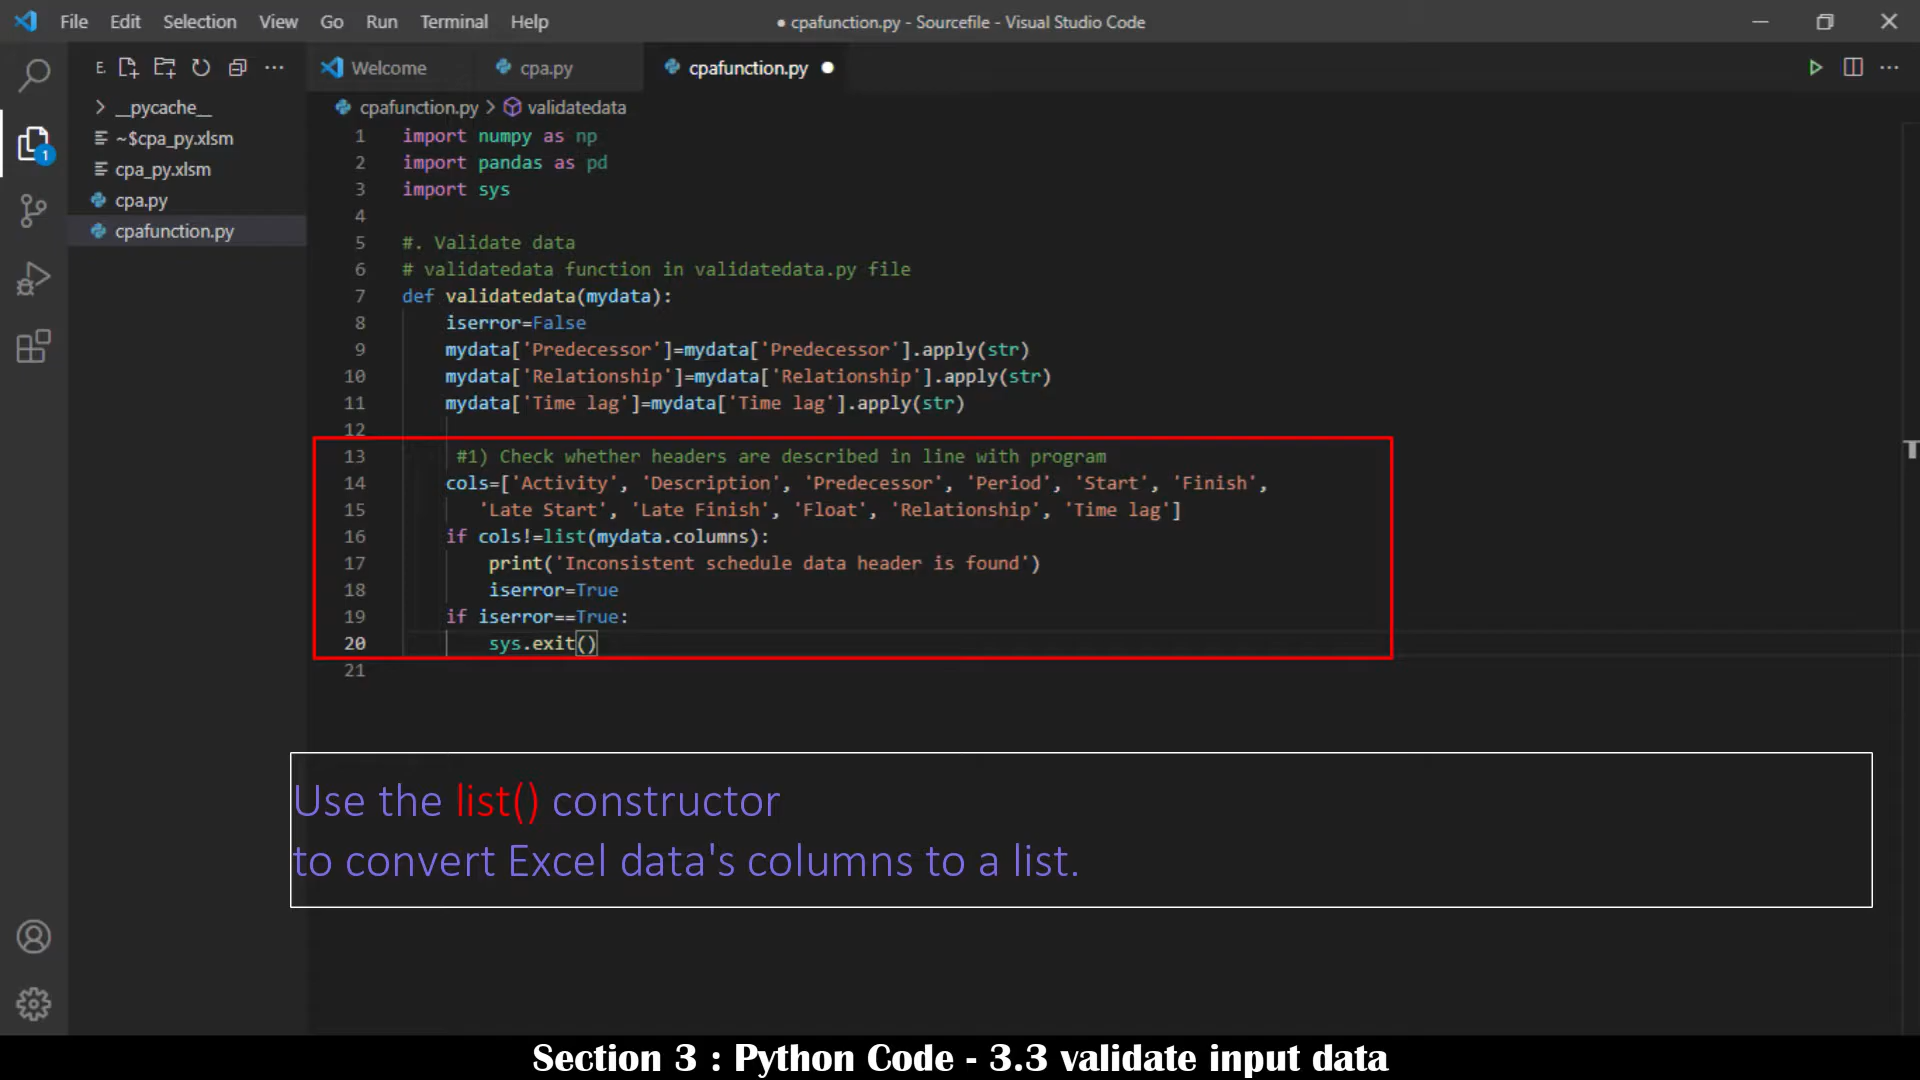 File Edit Selection View Go Run Terminal Help
● cpafunction.py - Sourcefile - Visual Studio Code
E.
Welcome
cpa.py
cpafunction.py
__pycache__
~$cpa_py.xlsm
cpa_py.xlsm
cpa.py
cpafunction.py
1
cpafunction.py > validatedata
1 import numpy as np
2 import pandas as pd
3 import sys
4
5 #. Validate data
6 # validatedata function in validatedata.py file
7 def validatedata(mydata):
8 iserror=False
9 mydata['Predecessor']=mydata['Predecessor'].apply(str)
10 mydata['Relationship']=mydata['Relationship'].apply(str)
11 mydata['Time lag']=mydata['Time lag'].apply(str)
12
13 #1) Check whether headers are described in line with program
14 cols=['Activity', 'Description', 'Predecessor', 'Period', 'Start', 'Finish',
15 'Late Start', 'Late Finish', 'Float', 'Relationship', 'Time lag']
16 if cols!=list(mydata.columns):
17 print('Inconsistent schedule data header is found')
18 iserror=True
19 if iserror==True:
20 sys.exit()
21
Use the list() constructor
to convert Excel data's columns to a list.
Section 3 : Python Code - 3.3 validate input data